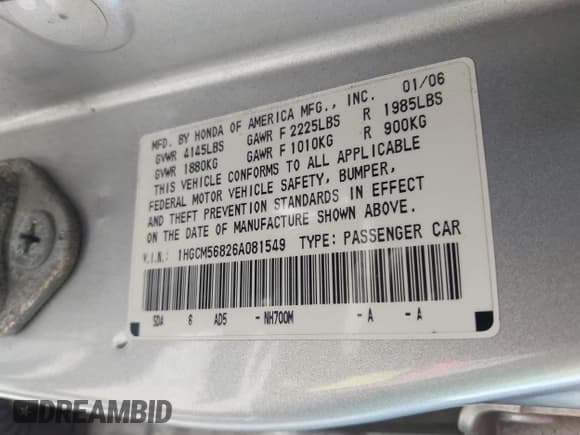 MFD. BY HONDA OF AMERICA MFG., INC. 01/06
GVWR 4145LBS GAWR F 2225LBS R 1985LBS
GVWR 1880KG GAWR F 1010KG R 900KG
THIS VEHICLE CONFORMS TO ALL APPLICABLE
FEDERAL MOTOR VEHICLE SAFETY, BUMPER,
AND THEFT PREVENTION STANDARDS IN EFFECT
ON THE DATE OF MANUFACTURE SHOWN ABOVE.
V.I.N.: 1HGCM56826A081549 TYPE: PASSENGER CAR
SDA 6 AD5 - NH700M - A - A
DREAMBID